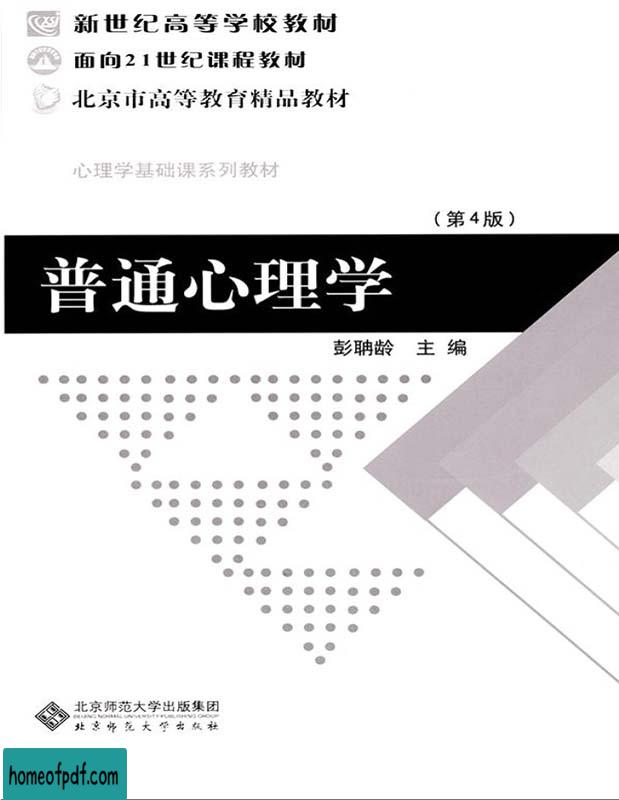 新世纪高等学校教材
面向21世纪课程教材
北京市高等教育精品教材
心理学基础课系列教材
（第4版）
普通心理学
彭聃龄 主 编
北京师范大学出版集团
BEIJING NORMAL UNIVERSITY PUBLISHING GROUP
北京师范大学出版社
homeofpdf.com